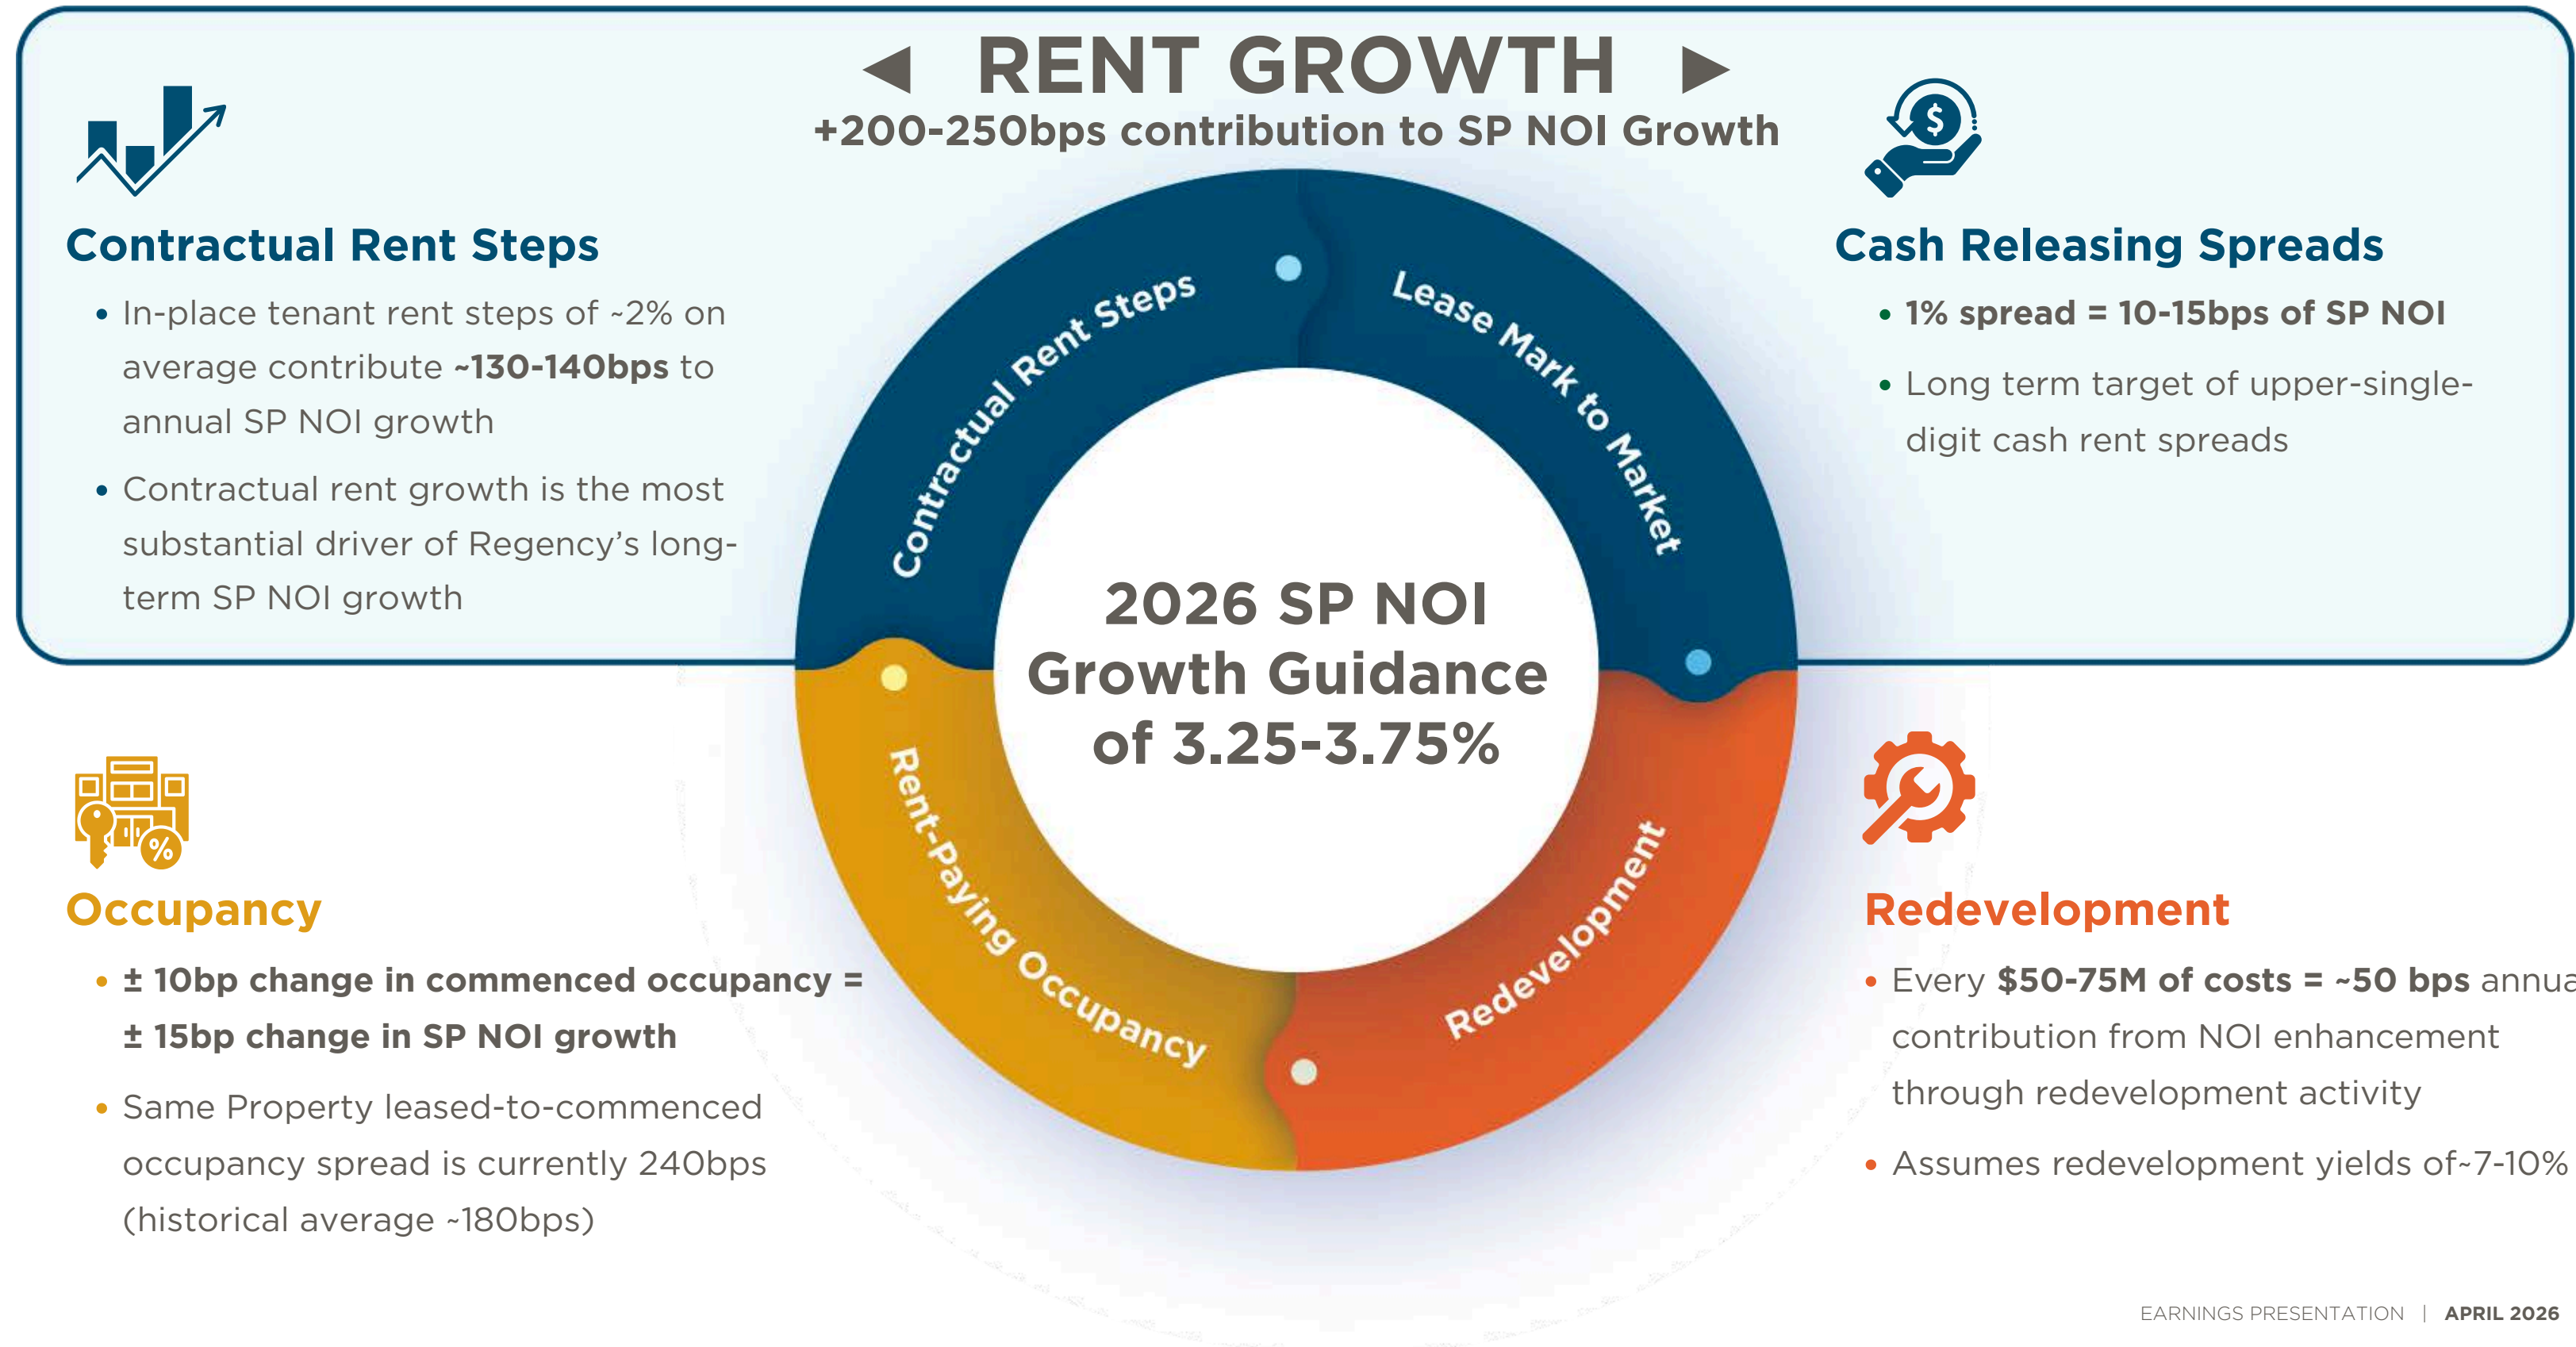 ◀ RENT GROWTH ▶
+200-250bps contribution to SP NOI Growth
Contractual Rent Steps
• In-place tenant rent steps of ~2% on
average contribute ~130-140bps to
annual SP NOI growth
• Contractual rent growth is the most
substantial driver of Regency’s long-
term SP NOI growth
Cash Releasing Spreads
• 1% spread = 10-15bps of SP NOI
• Long term target of upper-single-
digit cash rent spreads
Contractual Rent Steps
Lease Mark to Market
2026 SP NOI
Growth Guidance
of 3.25-3.75%
Rent-Paying Occupancy
Redevelopment
%
$
Occupancy
• ± 10bp change in commenced occupancy =
± 15bp change in SP NOI growth
• Same Property leased-to-commenced
occupancy spread is currently 240bps
(historical average ~180bps)
Redevelopment
• Every $50-75M of costs = ~50 bps annua
contribution from NOI enhancement
through redevelopment activity
• Assumes redevelopment yields of~7-10%
EARNINGS PRESENTATION | APRIL 2026